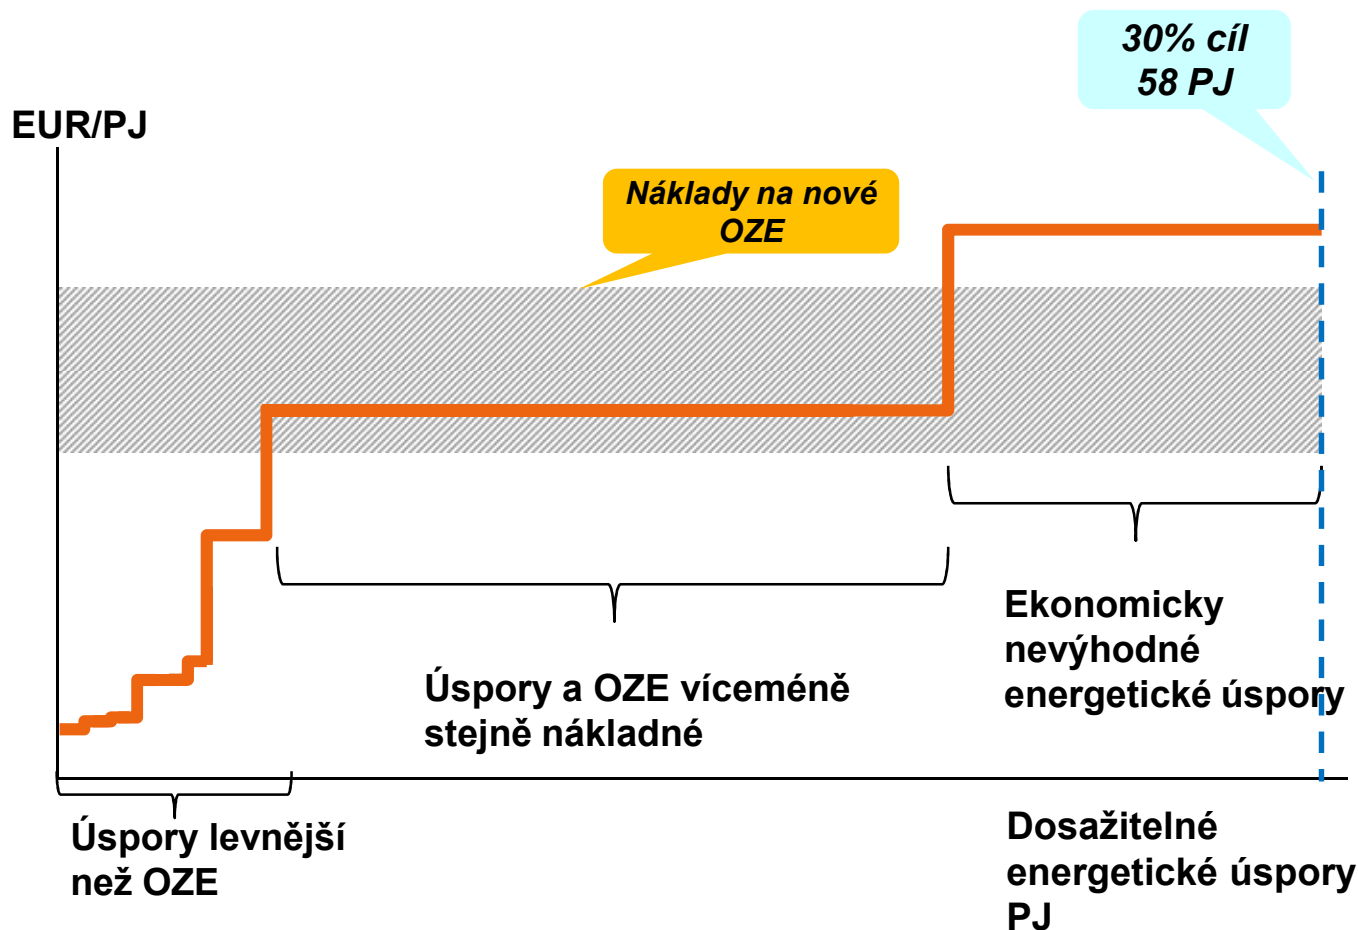 30% cíl
58 PJ
EUR/PJ
Náklady na nové
OZE
Ekonomicky
nevýhodné
energetické úspory
Úspory a OZE víceméně
stejně nákladné
Úspory levnější
než OZE
Dosažitelné
energetické úspory
PJ